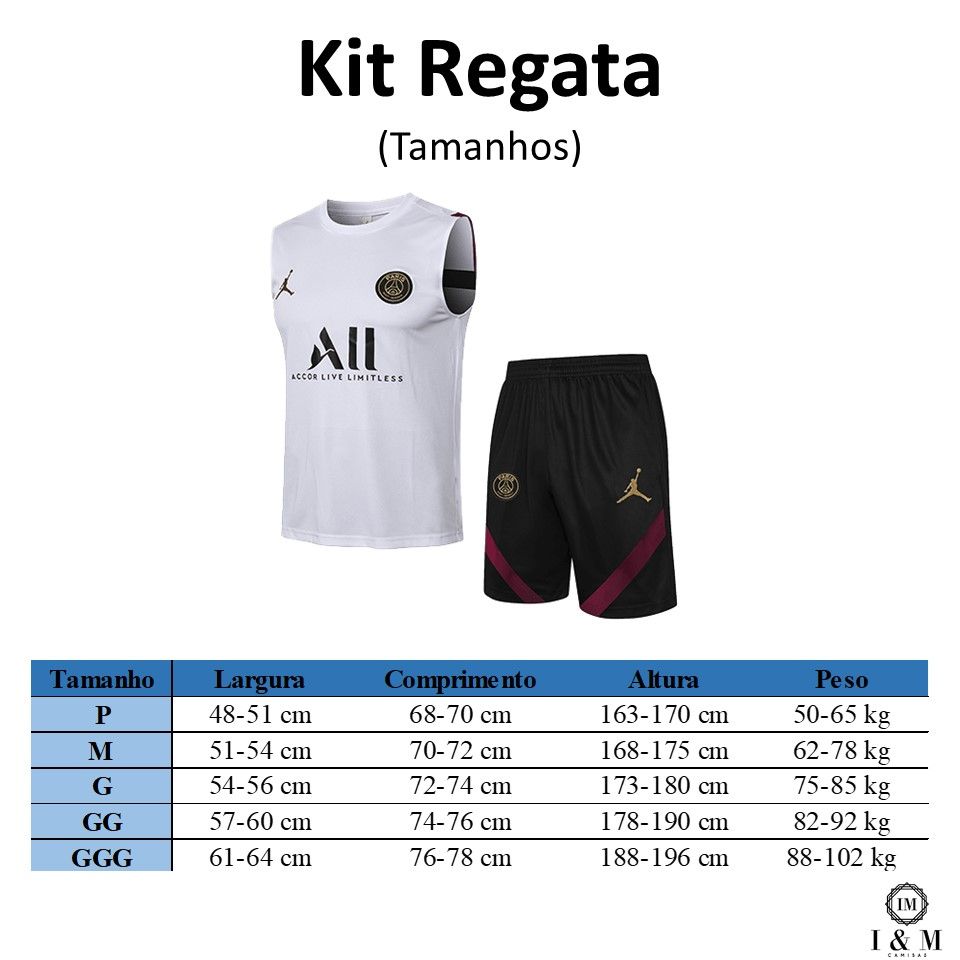 Kit Regata
(Tamanhos)
PARIS
All
ACCOR LIVE LIMITLESS
PARIS
Tamanho Largura Comprimento Altura Peso
P 48-51 cm 68-70 cm 163-170 cm 50-65 kg
M 51-54 cm 70-72 cm 168-175 cm 62-78 kg
G 54-56 cm 72-74 cm 173-180 cm 75-85 kg
GG 57-60 cm 74-76 cm 178-190 cm 82-92 kg
GGG 61-64 cm 76-78 cm 188-196 cm 88-102 kg
IM
I & M
CAMISAS